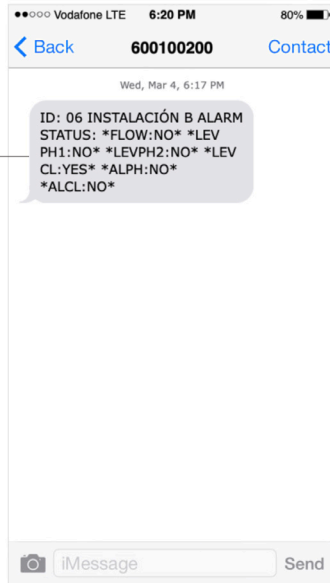 Vodafone LTE 6:20 PM 80%
Back 600100200 Contact
Wed, Mar 4, 6:17 PM
ID: 06 INSTALACIÓN B ALARM
STATUS: *FLOW:NO* *LEV
PH1:NO* *LEVPH2:NO* *LEV
CL:YES* *ALPH:NO*
*ALCL:NO*
iMessage Send